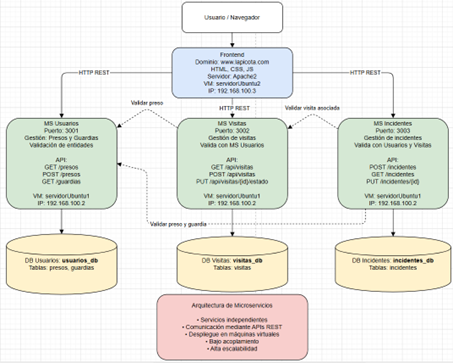 Usuario / Navegador
Frontend
Dominio: www.lapicota.com
HTML, CSS, JS
Servidor: Apache2
VM: servidorUbuntu2
IP: 192.168.100.3
HTTP REST
HTTP REST
HTTP REST
Validar preso
Validar visita asociada
MS Usuarios
Puerto: 3001
Gestión: Presos y Guardias
Validación de entidades
API:
GET /presos
POST /presos
GET /guardias
VM: servidorUbuntu1
IP: 192.168.100.2
MS Visitas
Puerto: 3002
Gestión de visitas
Valida con MS Usuarios
API:
GET /api/visitas
POST /api/visitas
PUT /api/visitas/{id}/estado
VM: servidorUbuntu1
IP: 192.168.100.2
MS Incidentes
Puerto: 3003
Gestión de incidentes
Valida con Usuarios y Visitas
API:
POST /incidentes
GET /incidentes
PUT /incidentes/{id}
VM: servidorUbuntu1
IP: 192.168.100.2
Validar preso y guardia
DB Usuarios: usuarios_db
Tablas: presos, guardias
DB Visitas: visitas_db
Tablas: visitas
DB Incidentes: incidentes_db
Tablas: incidentes
Arquitectura de Microservicios
• Servicios independientes
• Comunicación mediante APIs REST
• Despliegue en máquinas virtuales
• Bajo acoplamiento
• Alta escalabilidad